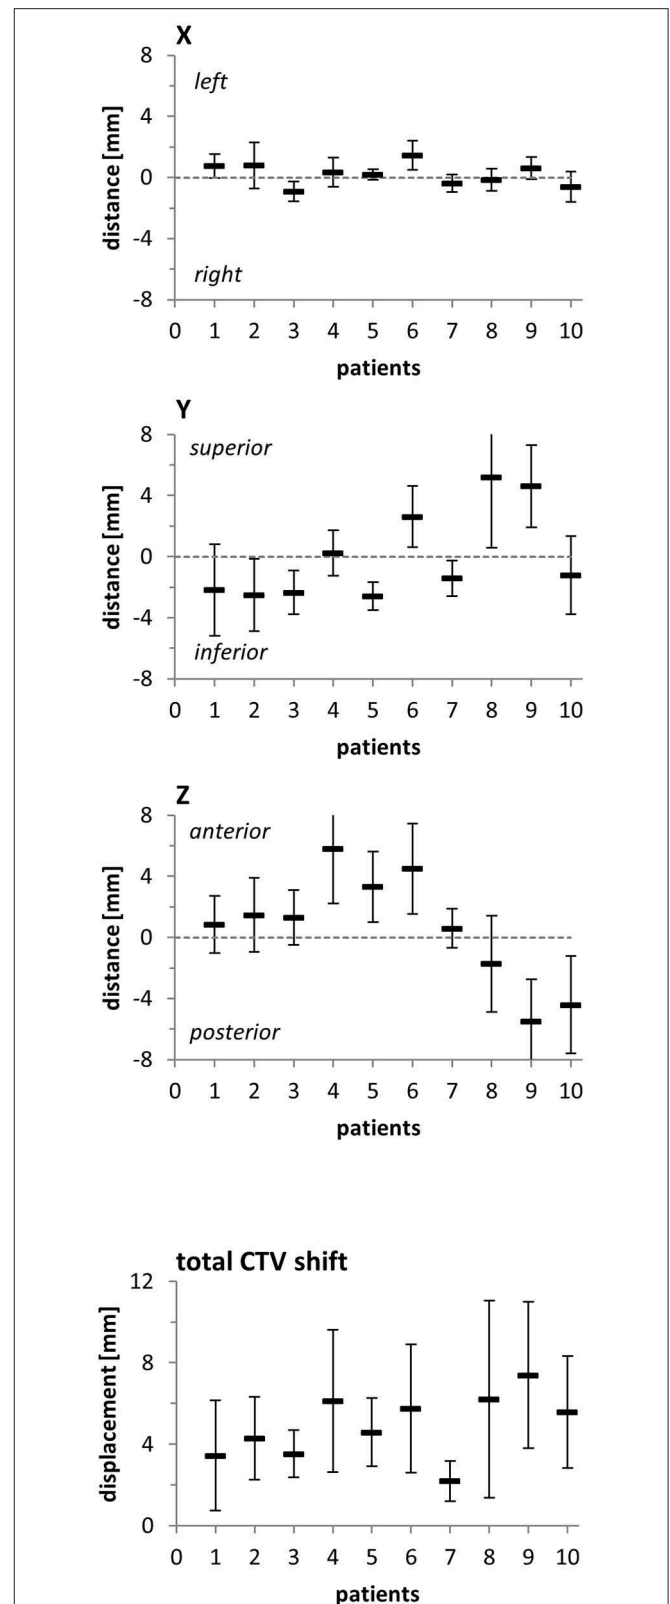 X
8
left
4
distance [mm]
0
-4
right
-8
0 1 2 3 4 5 6 7 8 9 10
patients
Y
8
superior
4
distance [mm]
0
-4
inferior
-8
0 1 2 3 4 5 6 7 8 9 10
patients
Z
8
anterior
4
distance [mm]
0
-4
posterior
-8
0 1 2 3 4 5 6 7 8 9 10
patients
total CTV shift
12
8
displacement [mm]
4
0
0 1 2 3 4 5 6 7 8 9 10
patients